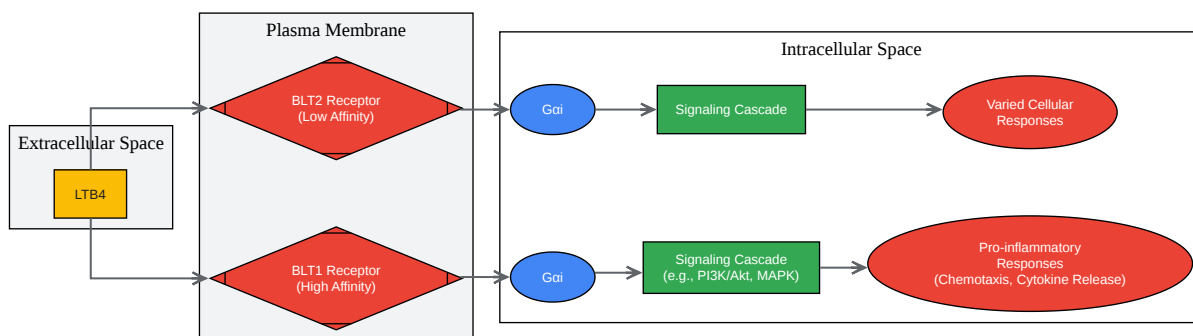 Plasma Membrane
Intracellular Space
BLT2 Receptor
(Low Affinity)
Gαi
Signaling Cascade
Varied Cellular
Responses
Extracellular Space
LTB4
BLT1 Receptor
(High Affinity)
Gαi
Signaling Cascade
(e.g., PI3K/Akt, MAPK)
Pro-inflammatory
Responses
(Chemotaxis, Cytokine Release)